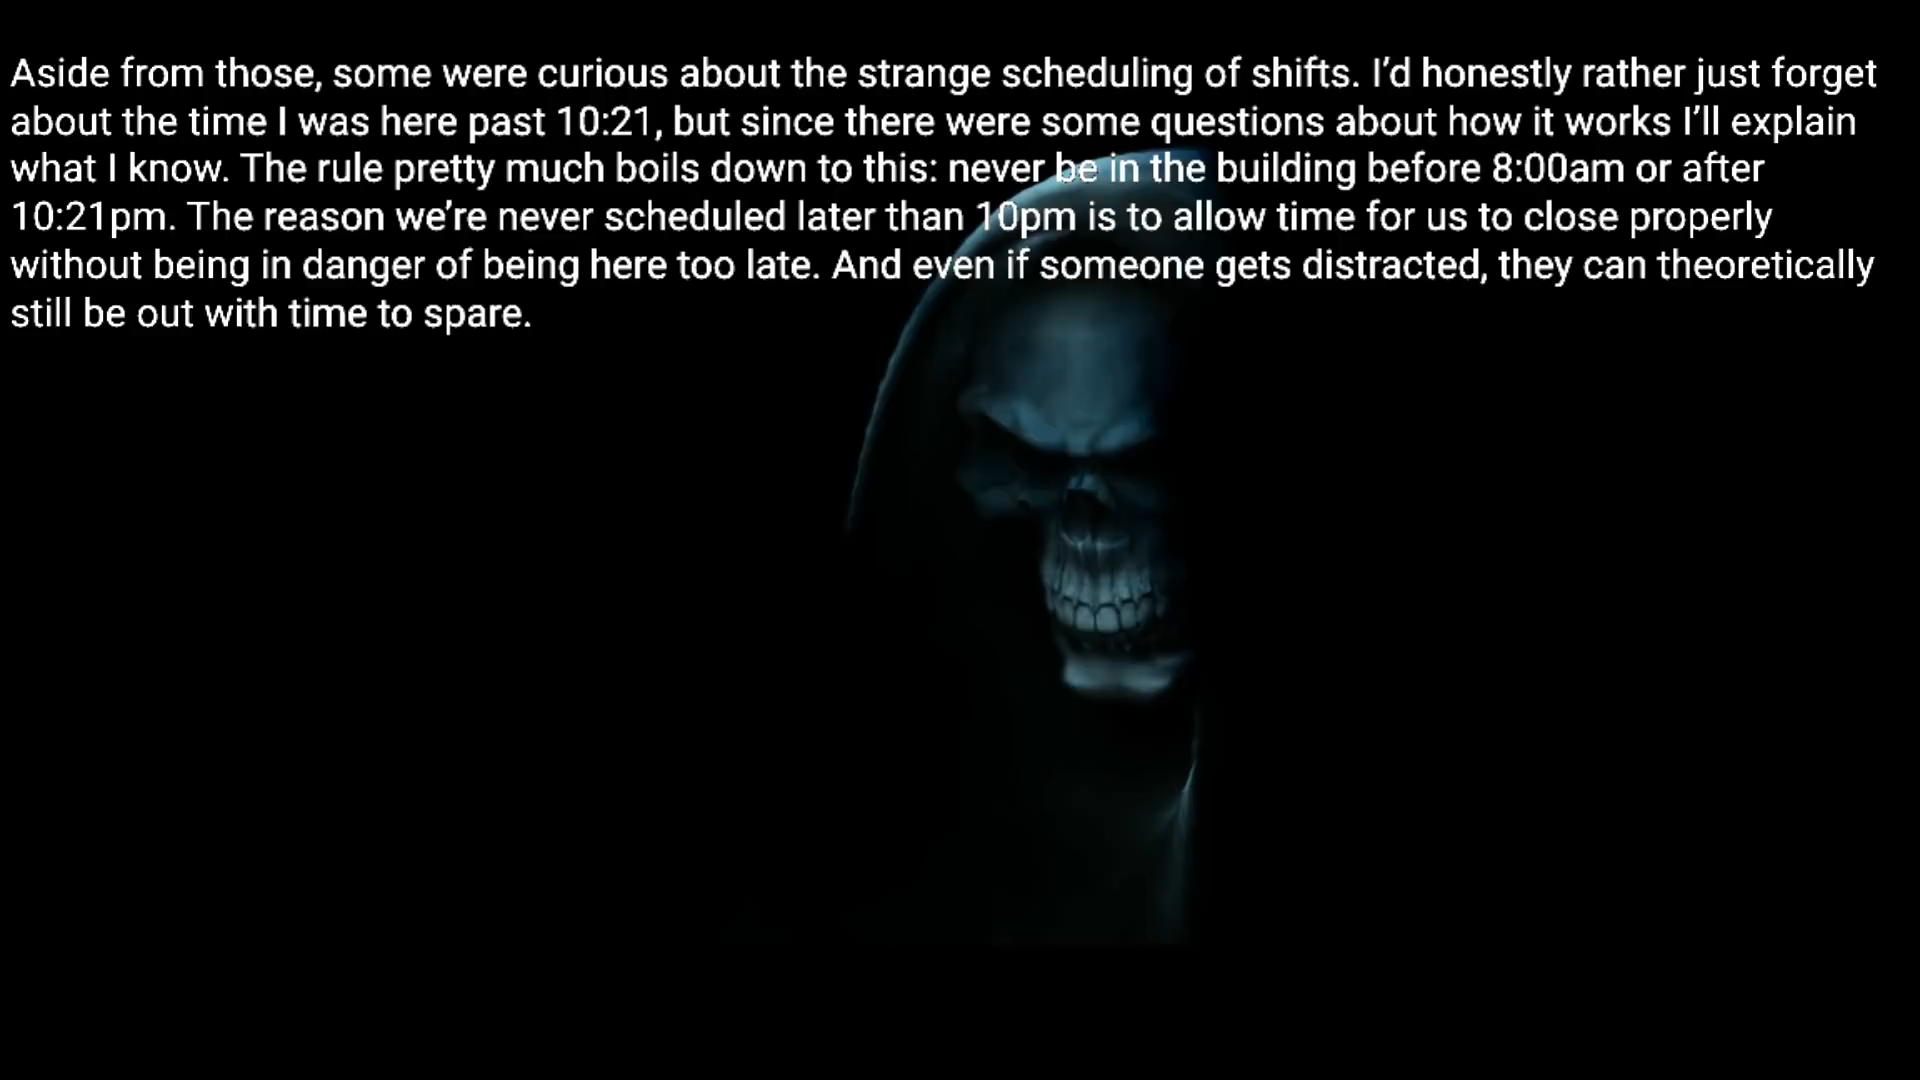 Aside from those, some were curious about the strange scheduling of shifts. I’d honestly rather just forget
about the time I was here past 10:21, but since there were some questions about how it works I’ll explain
what I know. The rule pretty much boils down to this: never be in the building before 8:00am or after
10:21pm. The reason we’re never scheduled later than 10pm is to allow time for us to close properly
without being in danger of being here too late. And even if someone gets distracted, they can theoretically
still be out with time to spare.